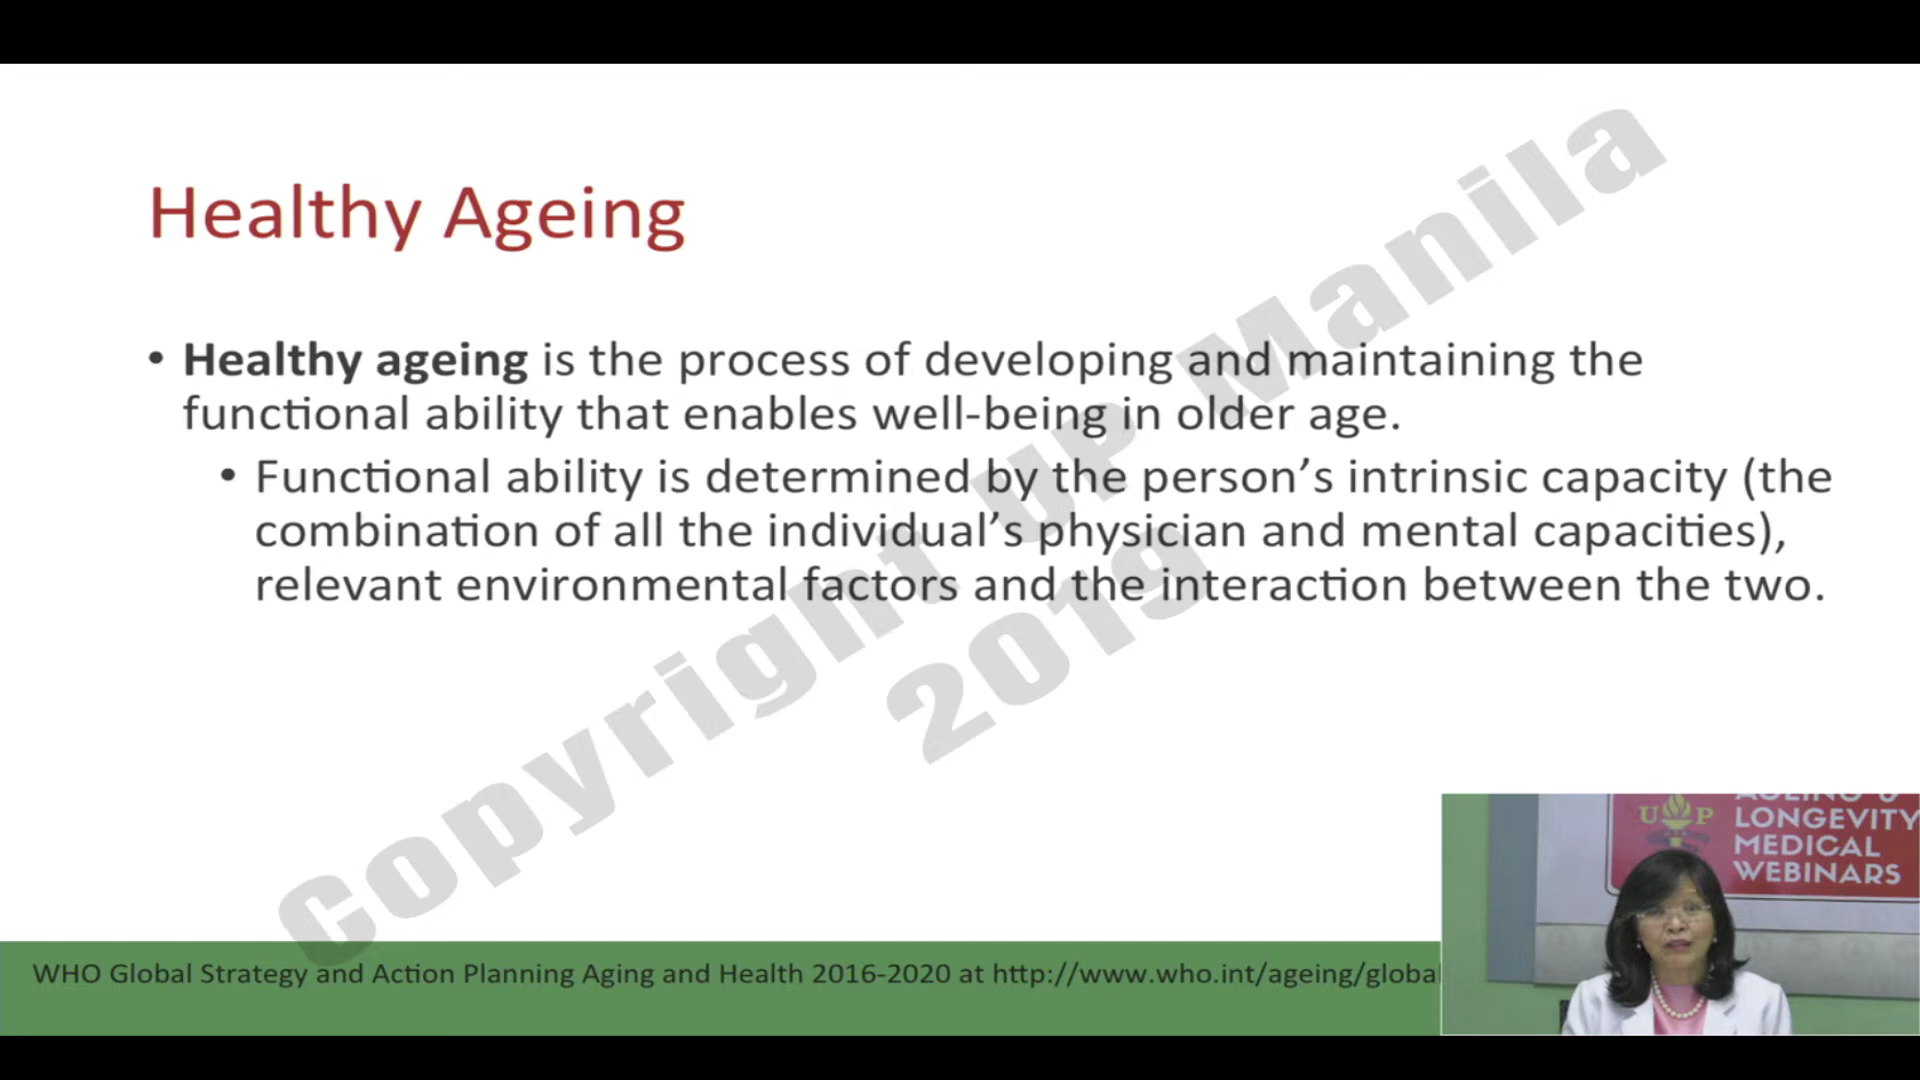 Healthy Ageing
• Healthy ageing is the process of developing and maintaining the
functional ability that enables well-being in older age.
• Functional ability is determined by the person’s intrinsic capacity (the
combination of all the individual’s physician and mental capacities),
relevant environmental factors and the interaction between the two.
Copyright UP Manila
2019
WHO Global Strategy and Action Planning Aging and Health 2016-2020 at http://www.who.int/ageing/global
UP
AGEING &
LONGEVITY
MEDICAL
WEBINARS